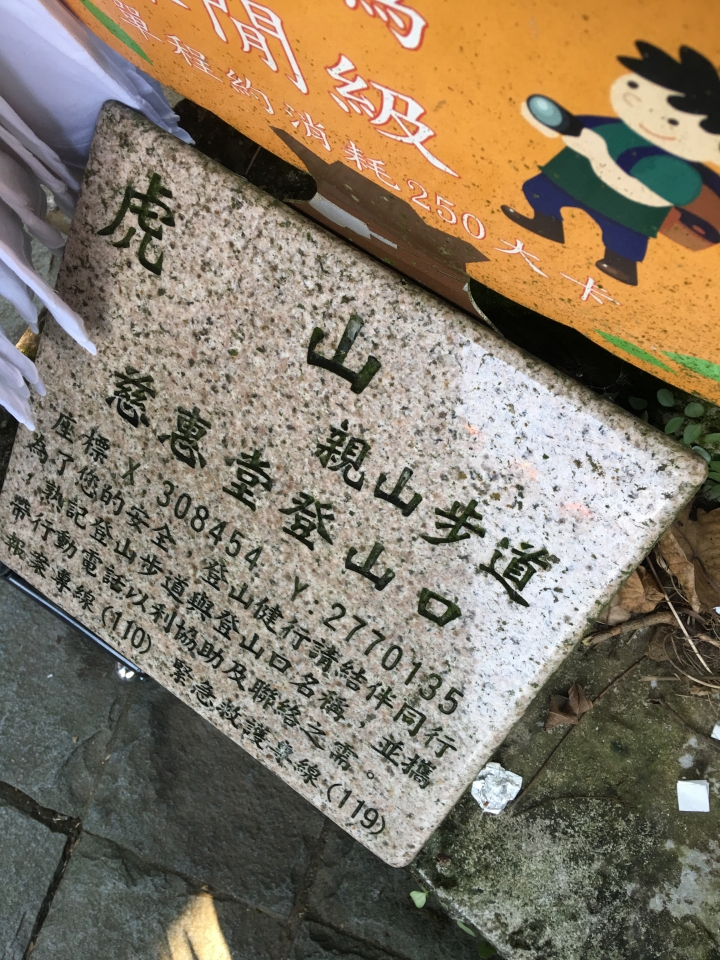 閒級
單程約消耗250大卡
虎
山
親山步道
慈惠堂登山口
座標 X. 308454. Y. 2770135
為了您的安全，登山健行請結伴同行
，熟記登山步道與登山口名稱，並攜
帶行動電話以利協助及聯絡之需。
報案專線(110) 緊急救護專線(119)